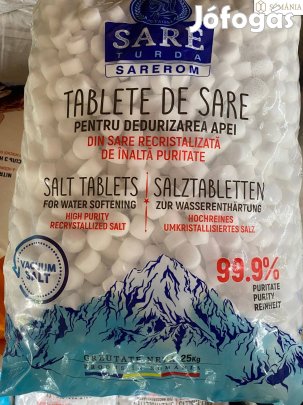 Jófogás
SARE
TURDA
SAREROM
TABLETE DE SARE
PENTRU DEDURIZAREA APEI
DIN SARE RECRISTALIZATĂ
DE ÎNALTĂ PURITATE
SALT TABLETS
FOR WATER SOFTENING
HIGH PURITY
RECRYSTALLIZED SALT
SALZTABLETTEN
ZUR WASSERENTHÄRTUNG
HOCHREINES
UMKRISTALLISIERTES SALZ
VACUUM
SALT
99.9%
PURITATE
PURITY
REINHEIT
25Kg